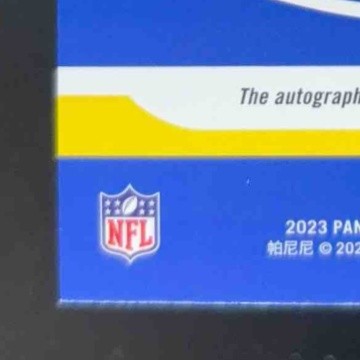 The autograph
NFL
2023 PAN
帕尼尼 © 202